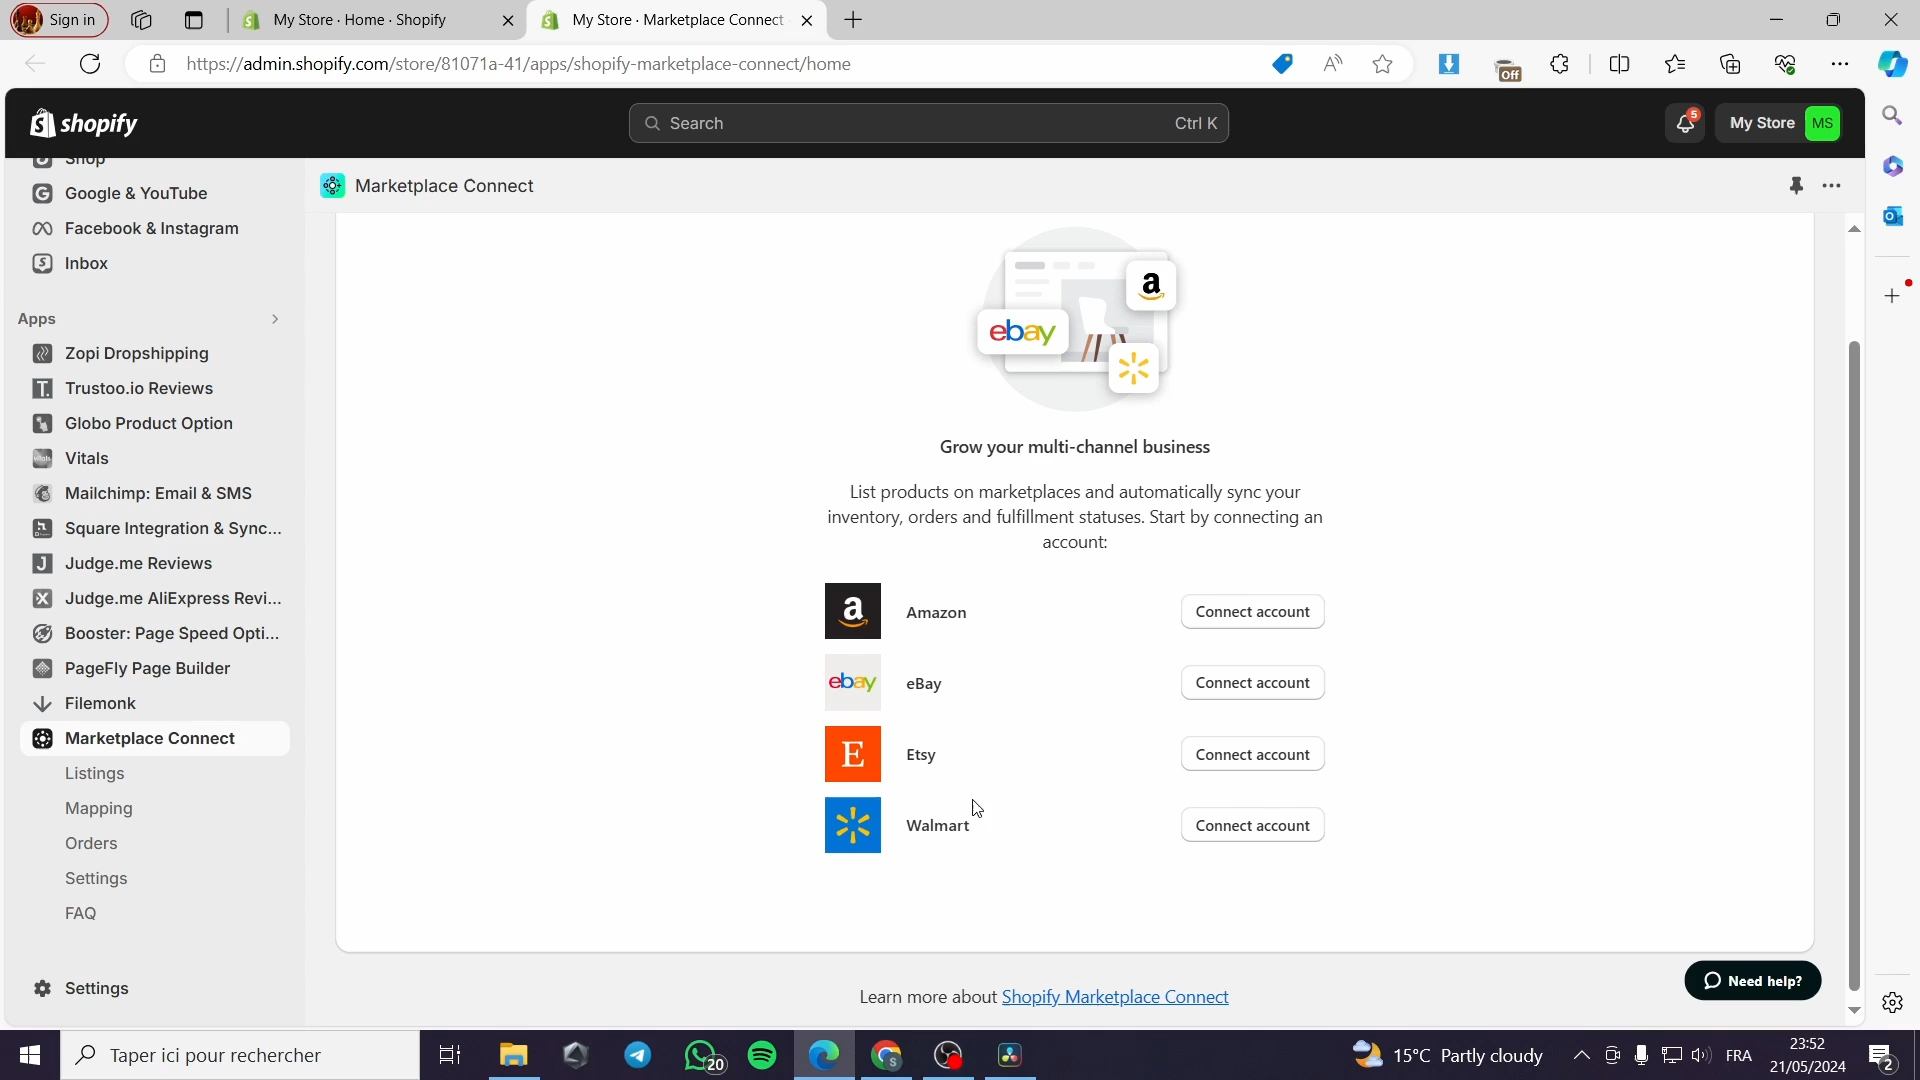 Sign in
My Store · Home · Shopify
My Store · Marketplace Connect
https://admin.shopify.com/store/81071a-41/apps/shopify-marketplace-connect/home
Off
shopify
Search
Ctrl K
5
My Store
MS
Shop
Google & YouTube
Facebook & Instagram
Inbox
Apps
Zopi Dropshipping
Trustoo.io Reviews
Globo Product Option
Vitals
Mailchimp: Email & SMS
Square Integration & Sync...
Judge.me Reviews
Judge.me AliExpress Revi...
Booster: Page Speed Opti...
PageFly Page Builder
Filemonk
Marketplace Connect
Listings
Mapping
Orders
Settings
FAQ
Settings
Marketplace Connect
a
ebay
Grow your multi-channel business
List products on marketplaces and automatically sync your
inventory, orders and fulfillment statuses. Start by connecting an
account:
a
Amazon
Connect account
ebay
eBay
Connect account
E
Etsy
Connect account
Walmart
Connect account
Need help?
Learn more about Shopify Marketplace Connect
Taper ici pour rechercher
20
15°C Partly cloudy
FRA
23:52
21/05/2024
2